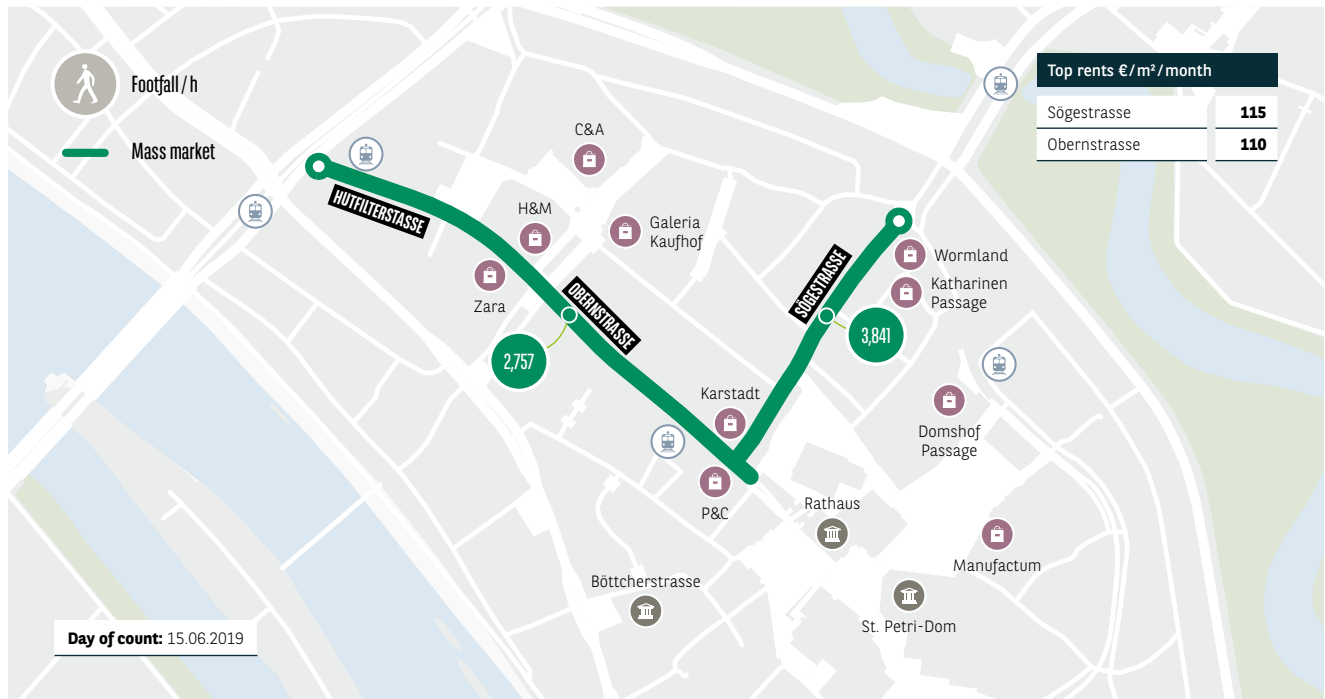 Footfall / h
Mass market
Top rents € / m² / month
Sögestrasse 115
Obernstrasse 110
C&A
HUTFILTERSTASSE
H&M
Galeria
Kaufhof
Zara
OBERNSTRASSE
2,757
SÖGESTRASSE
Wormland
Katharinen
Passage
3,841
Karstadt
Domshof
Passage
P&C
Rathaus
Manufactum
Böttcherstrasse
St. Petri-Dom
Day of count: 15.06.2019